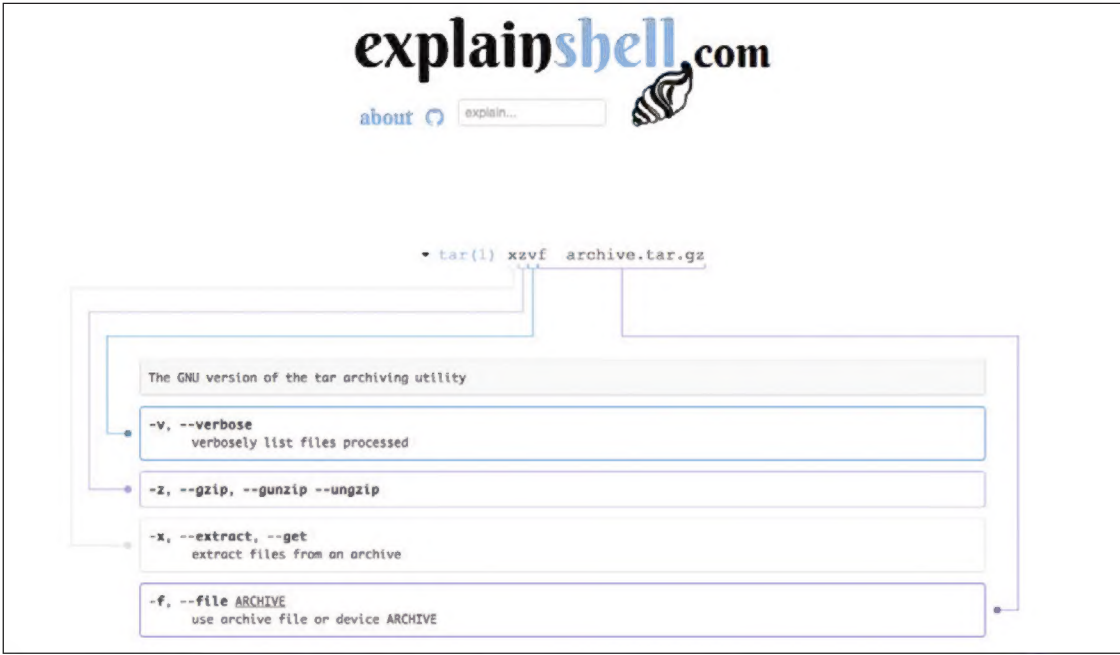 explainshell.com
about explain...
tar(1) xzvf archive.tar.gz
The GNU version of the tar archiving utility
-v, --verbose
verbosely list files processed
-z, --gzip, --gunzip --ungzip
-x, --extract, --get
extract files from an archive
-f, --file ARCHIVE
use archive file or device ARCHIVE